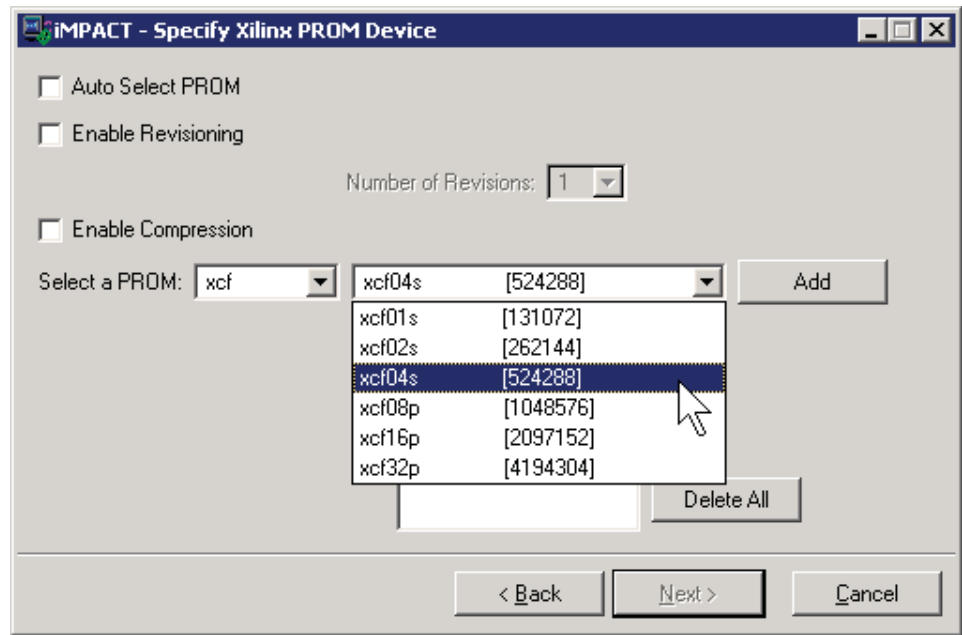 iMPACT - Specify Xilinx PROM Device
Auto Select PROM
Enable Revisioning
Number of Revisions: 1
Enable Compression
Select a PROM: xcf xcf04s [524288] Add
xcf01s [131072]
xcf02s [262144]
xcf04s [524288]
xcf08p [1048576]
xcf16p [2097152]
xcf32p [4194304]
Delete All
< Back Next > Cancel